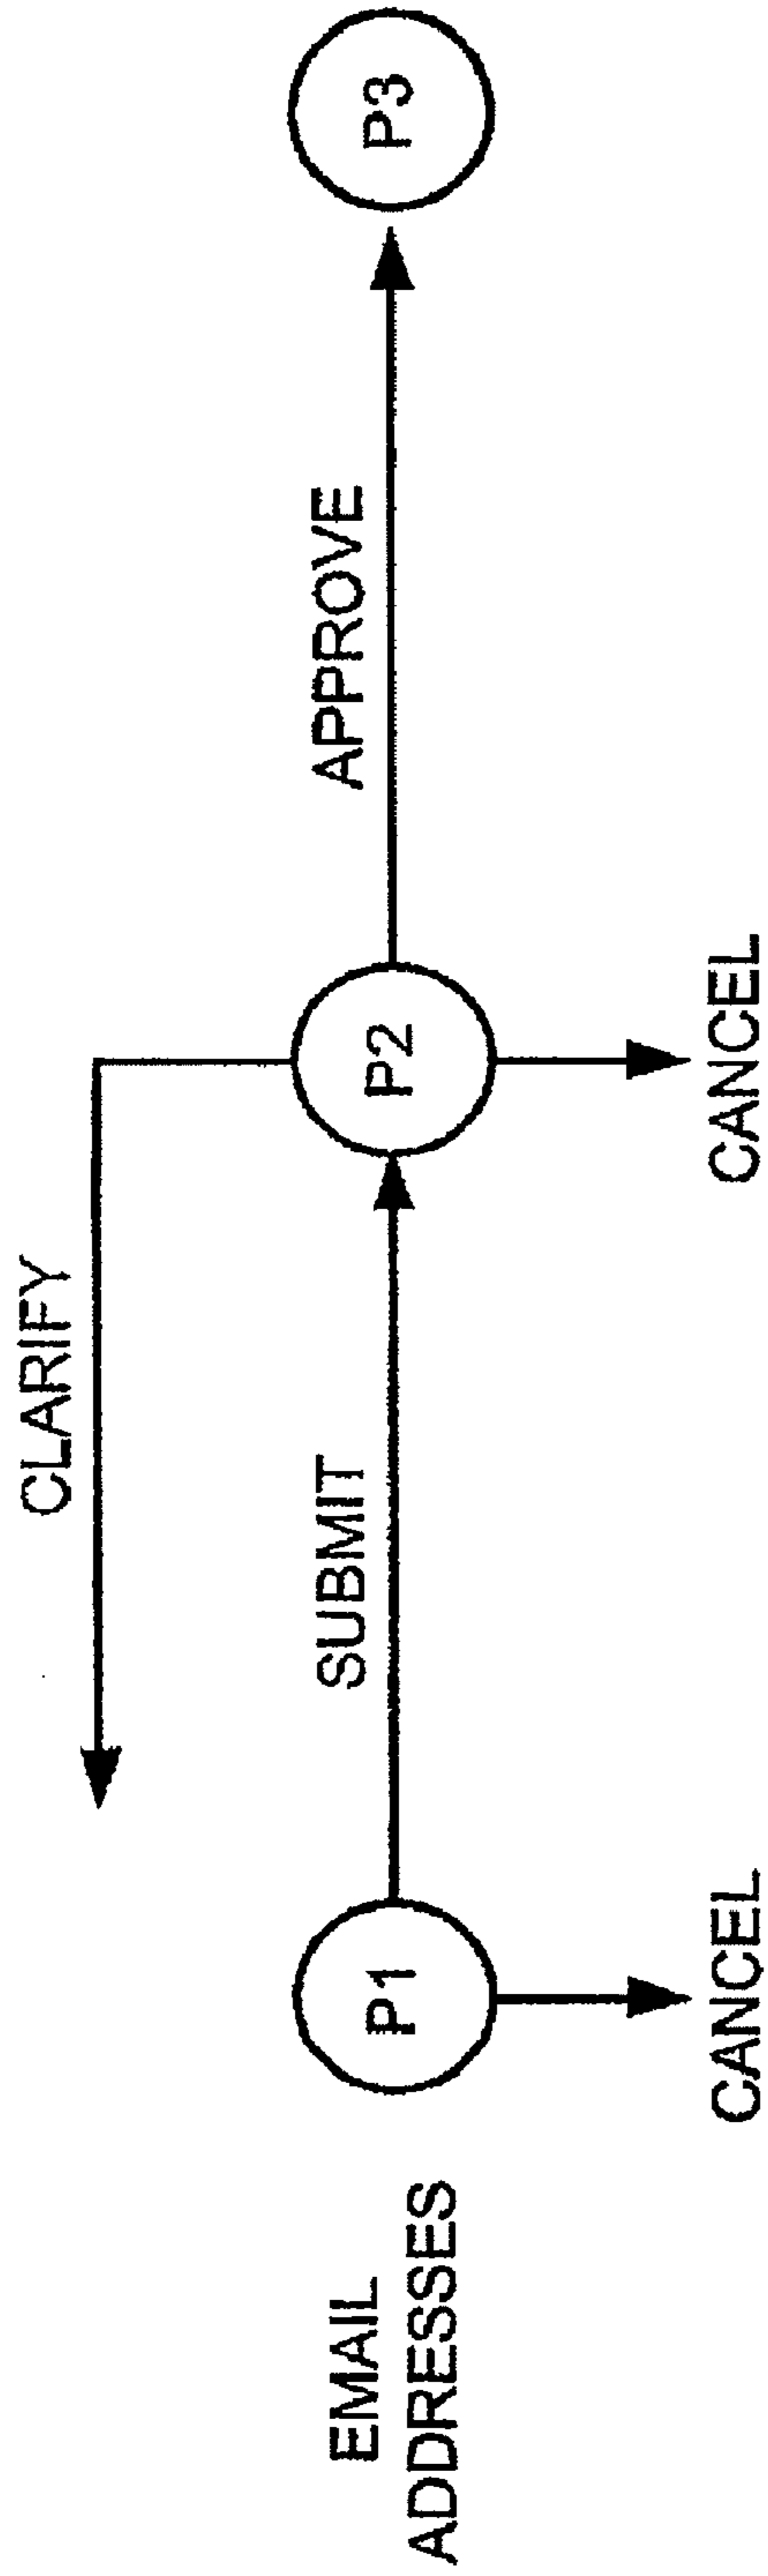 CLARIFY
EMAIL
ADDRESSES
P1
SUBMIT
P2
APPROVE
P3
CANCEL
CANCEL